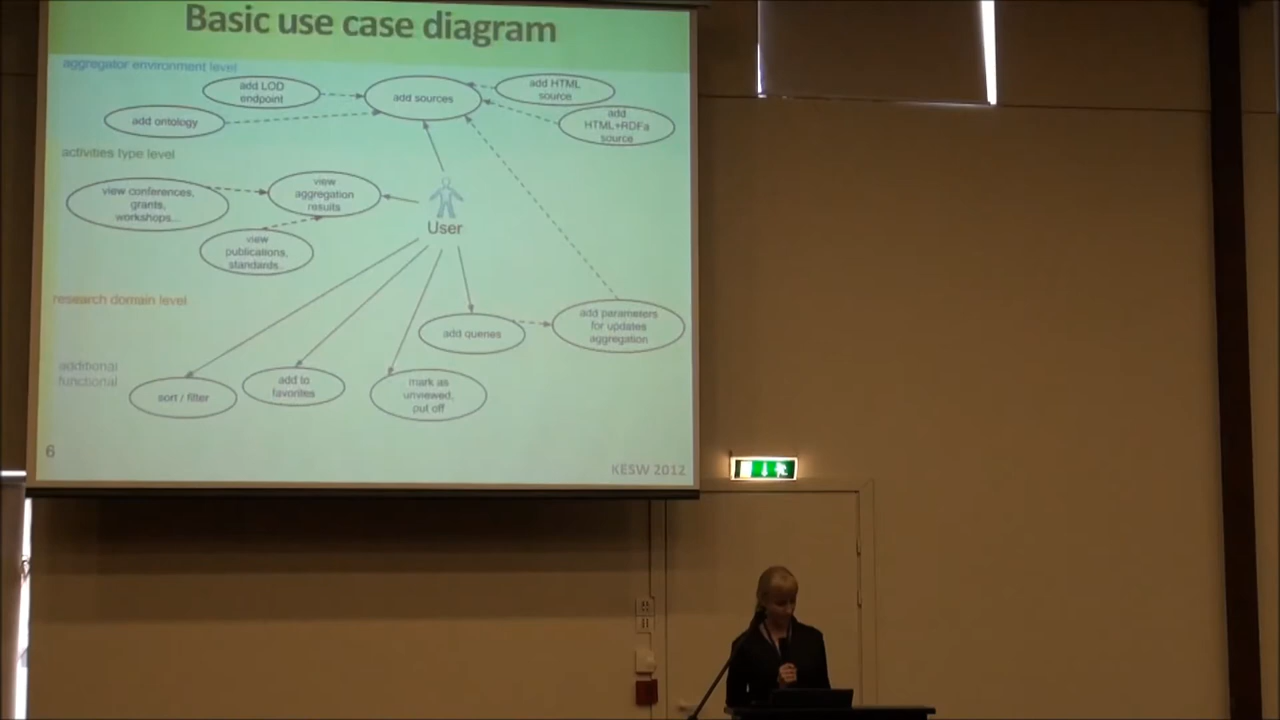 Basic use case diagram
aggregator environment level
add LOD
endpoint
add sources
add HTML
source
add ontology
add
HTML+RDFa
source
activities type level
view conferences,
grants,
workshops...
view
aggregation
results
User
view
publications,
standards..
research domain level
add queries
add parameters
for updates
aggregation
additional
functional
sort / filter
add to
favorites
mark as
unviewed,
put off
6
KESW 2012